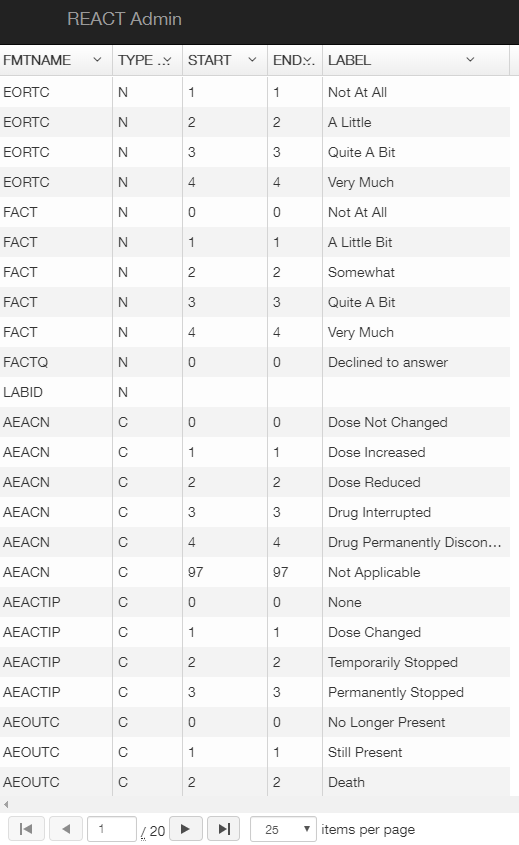 REACT Admin
FMTNAME TYPE ... START END... LABEL
EORTC N 1 1 Not At All
EORTC N 2 2 A Little
EORTC N 3 3 Quite A Bit
EORTC N 4 4 Very Much
FACT N 0 0 Not At All
FACT N 1 1 A Little Bit
FACT N 2 2 Somewhat
FACT N 3 3 Quite A Bit
FACT N 4 4 Very Much
FACTQ N 0 0 Declined to answer
LABID N
AEACN C 0 0 Dose Not Changed
AEACN C 1 1 Dose Increased
AEACN C 2 2 Dose Reduced
AEACN C 3 3 Drug Interrupted
AEACN C 4 4 Drug Permanently Discon...
AEACN C 97 97 Not Applicable
AEACTIP C 0 0 None
AEACTIP C 1 1 Dose Changed
AEACTIP C 2 2 Temporarily Stopped
AEACTIP C 3 3 Permanently Stopped
AEOUTC C 0 0 No Longer Present
AEOUTC C 1 1 Still Present
AEOUTC C 2 2 Death
1 / 20 25 items per page